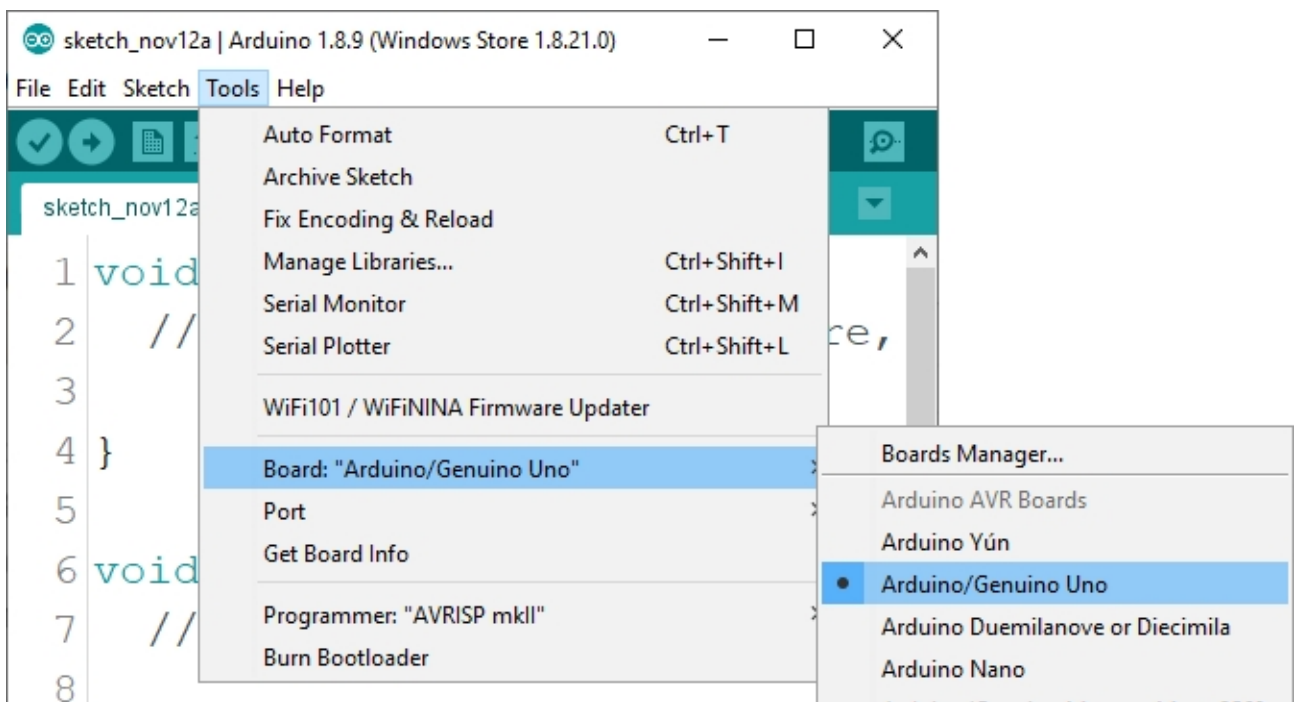 sketch_nov12a | Arduino 1.8.9 (Windows Store 1.8.21.0)
File Edit Sketch Tools Help
sketch_nov12a
Auto Format Ctrl+T
Archive Sketch
Fix Encoding & Reload
Manage Libraries... Ctrl+Shift+I
Serial Monitor Ctrl+Shift+M
Serial Plotter Ctrl+Shift+L
WiFi101 / WiFiNINA Firmware Updater
Board: "Arduino/Genuino Uno"
Port
Get Board Info
Programmer: "AVRISP mkII"
Burn Bootloader
Boards Manager...
Arduino AVR Boards
Arduino Yún
Arduino/Genuino Uno
Arduino Duemilanove or Diecimila
Arduino Nano
1 void
2 // re,
3
4 }
5
6 void
7 //
8